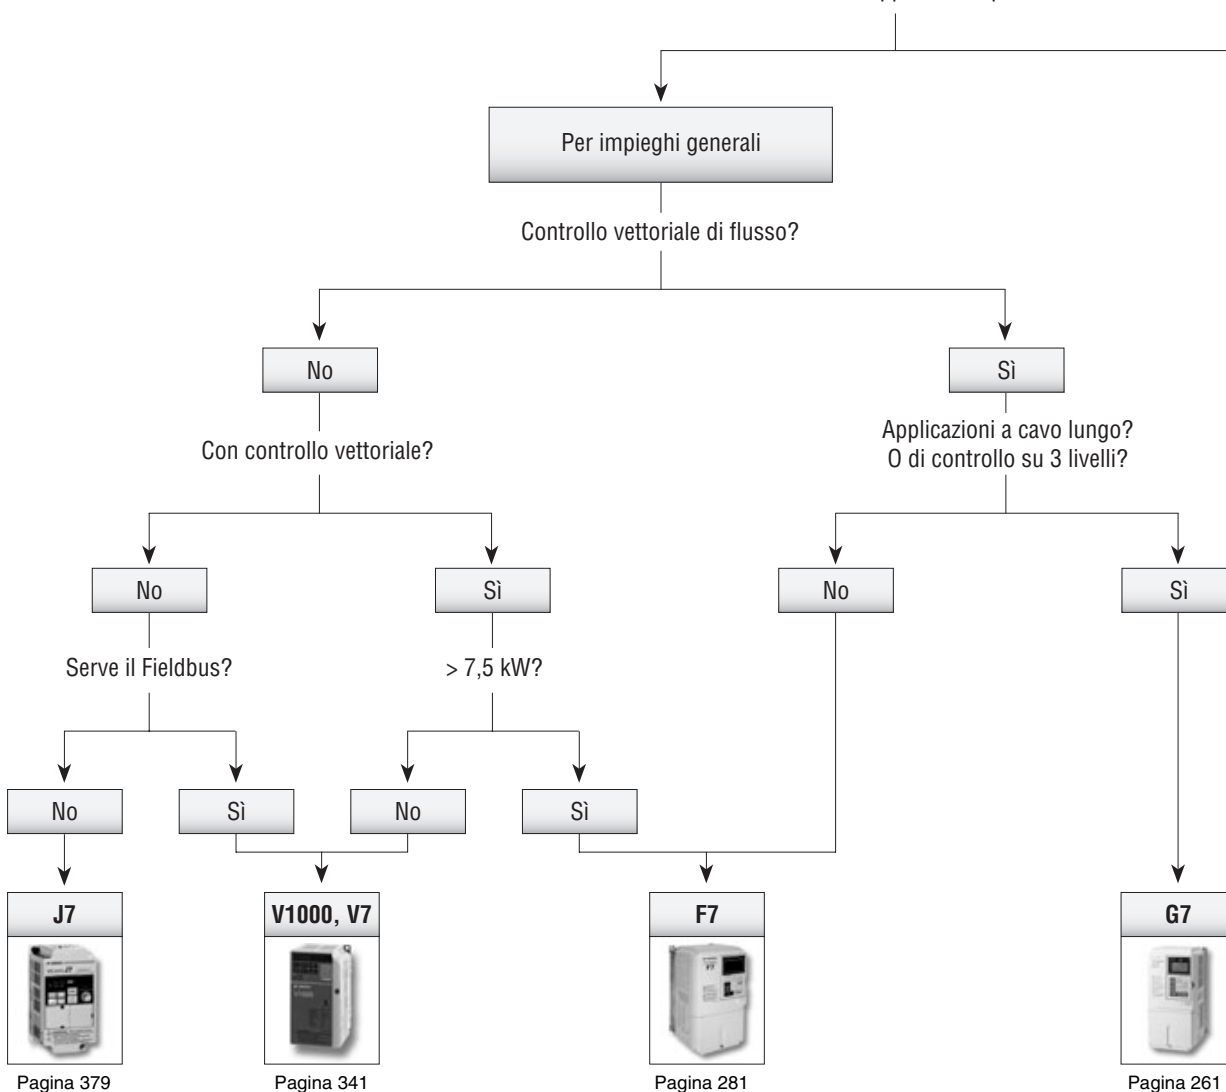 Per impieghi generali
Controllo vettoriale di flusso?
No
Sì
Con controllo vettoriale?
Applicazioni a cavo lungo?
O di controllo su 3 livelli?
No
Sì
No
Sì
Serve il Fieldbus?
> 7,5 kW?
No
Sì
No
Sì
J7
V1000, V7
F7
G7
V1000
F7
Pagina 379
Pagina 341
Pagina 281
Pagina 261